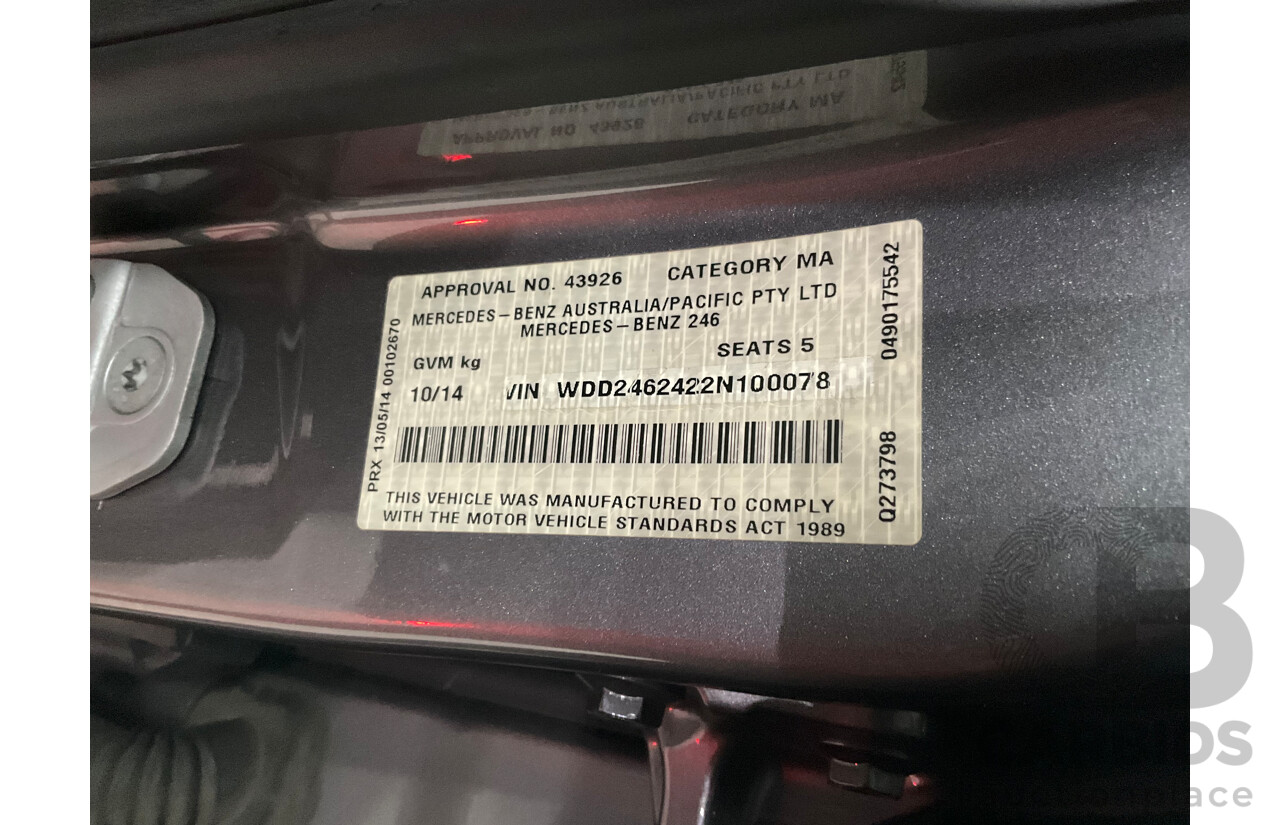 APPROVAL NO. 43926 CATEGORY MA
MERCEDES-BENZ AUSTRALIA/PACIFIC PTY LTD
MERCEDES-BENZ 246
GVM kg SEATS 5
10/14 VIN WDD2462422N100078
THIS VEHICLE WAS MANUFACTURED TO COMPLY
WITH THE MOTOR VEHICLE STANDARDS ACT 1989
PRX 13/05/14 00102670
0490175542
Q273798